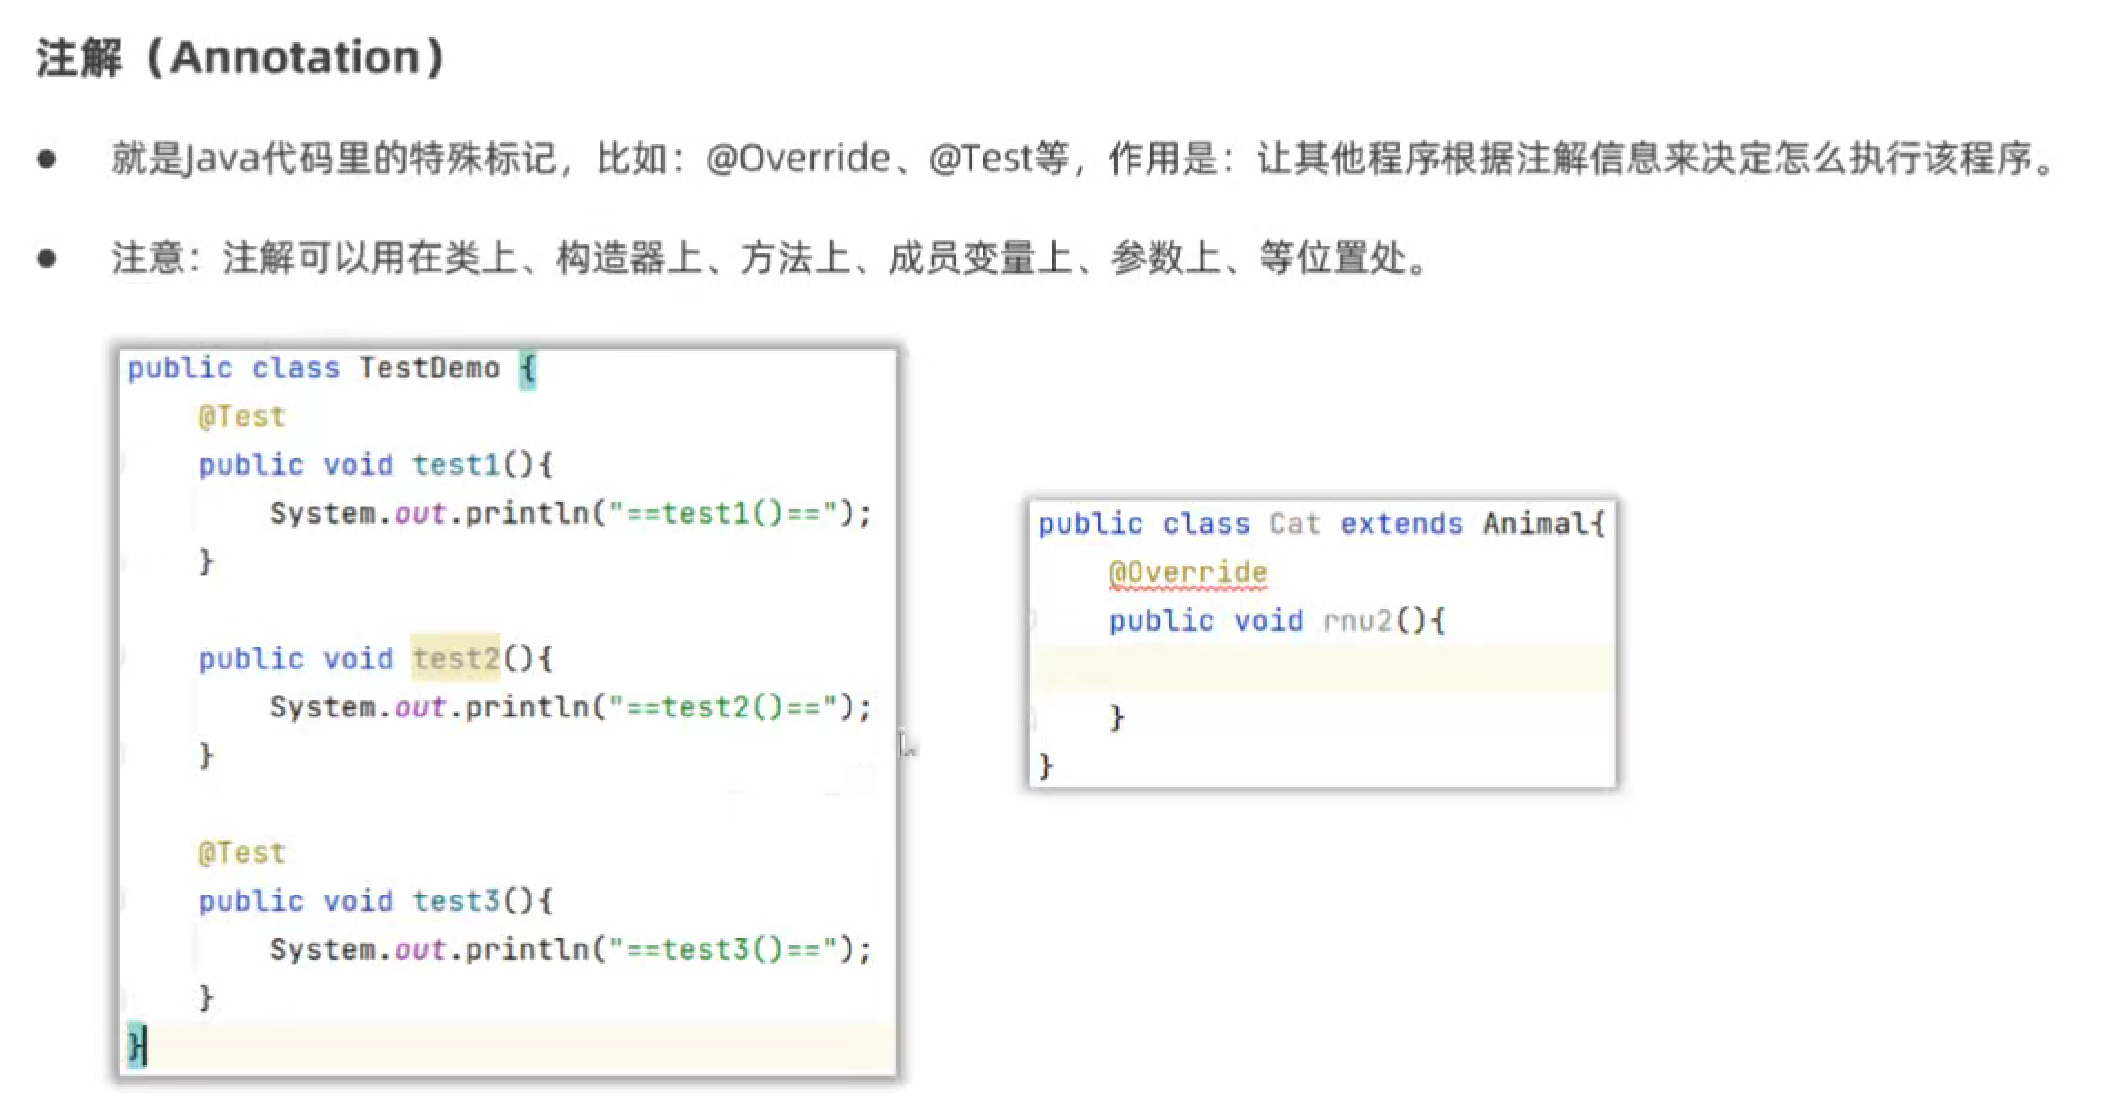 注解（Annotation）
● 就是Java代码里的特殊标记，比如：@Override、@Test等，作用是：让其他程序根据注解信息来决定怎么执行该程序。
● 注意：注解可以用在类上、构造器上、方法上、成员变量上、参数上、等位置处。
public class TestDemo {
    @Test
    public void test1(){
        System.out.println("==test1()==");
    }

    public void test2(){
        System.out.println("==test2()==");
    }

    @Test
    public void test3(){
        System.out.println("==test3()==");
    }
}
public class Cat extends Animal{
    @Override
    public void rnu2(){

    }
}